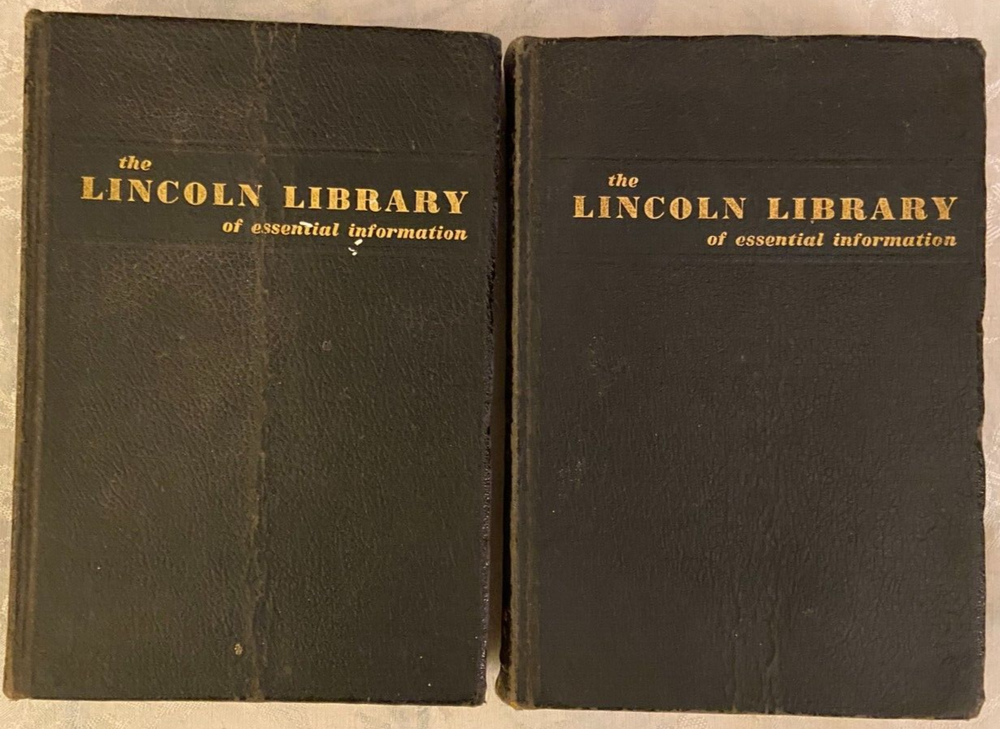 the
LINCOLN LIBRARY
of essential information
the
LINCOLN LIBRARY
of essential information